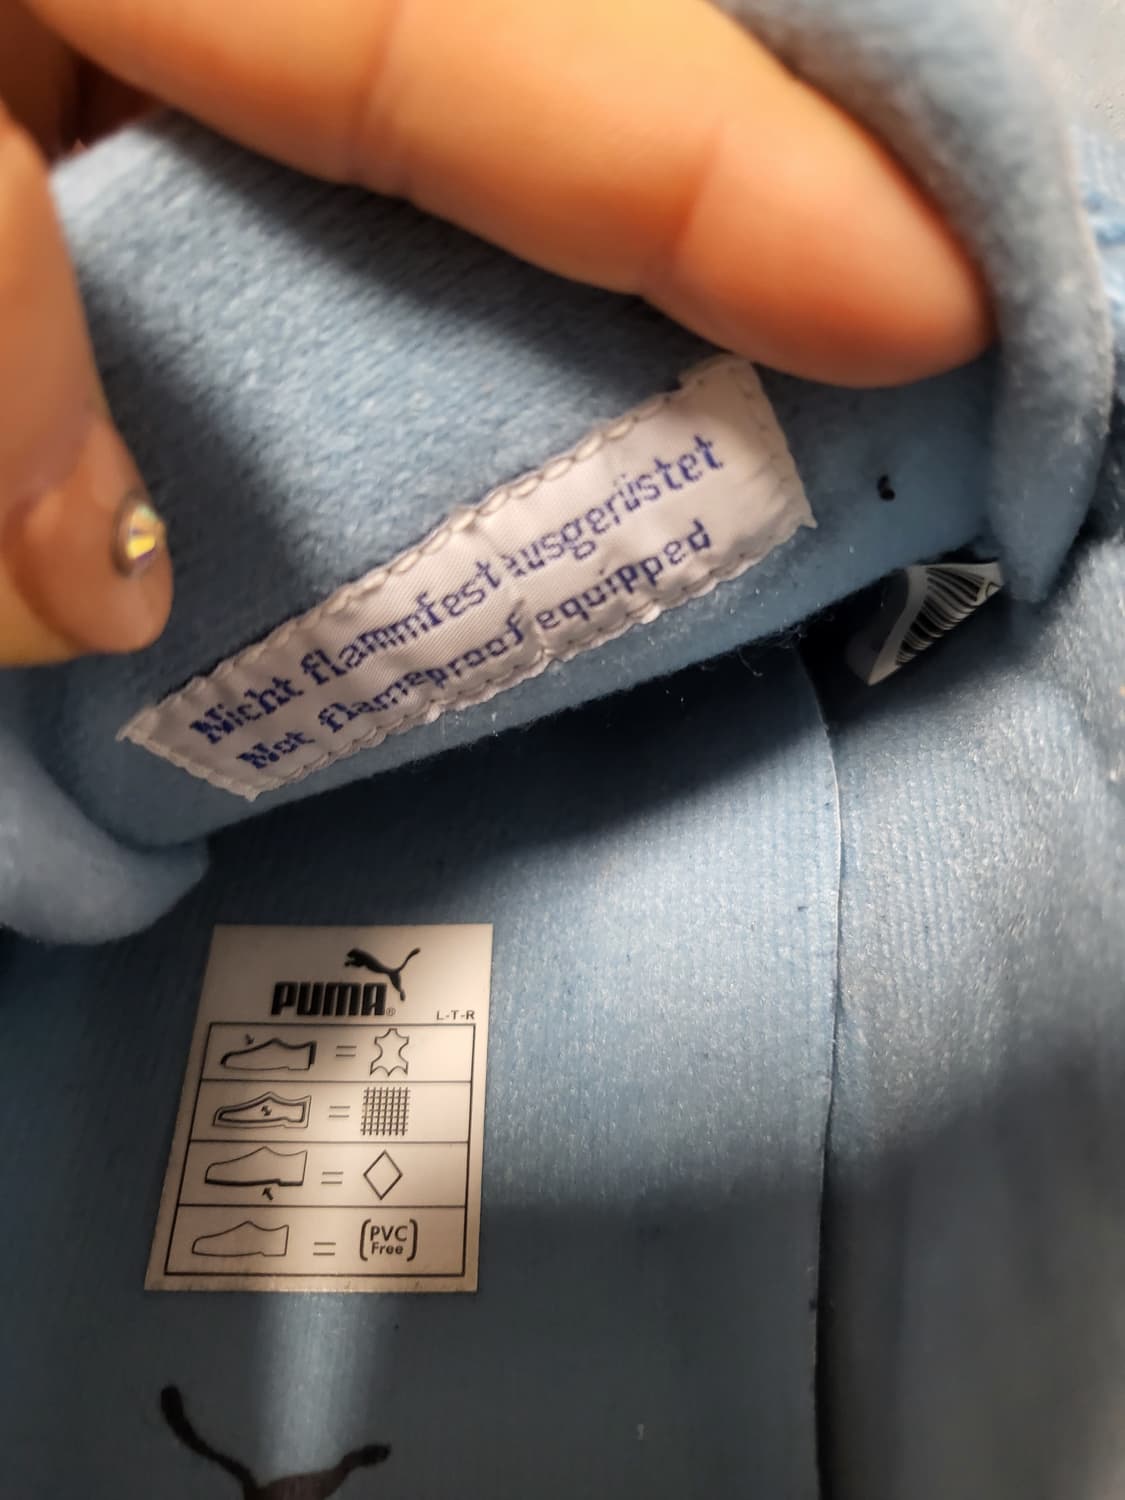 Nicht flammfest ausgerüstet
Not flameproof equipped
PUMA®
L-T-R
=
=
=
= (PVC Free)